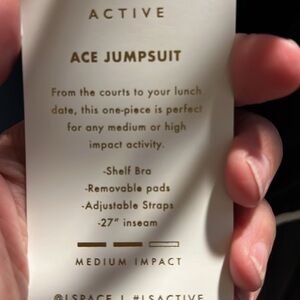 ACTIVE
ACE JUMPSUIT
From the courts to your lunch
date, this one-piece is perfect
for any medium or high
impact activity.
-Shelf Bra
-Removable pads
-Adjustable Straps
-27" inseam
MEDIUM IMPACT
@LSPACE | #LSACTIVE